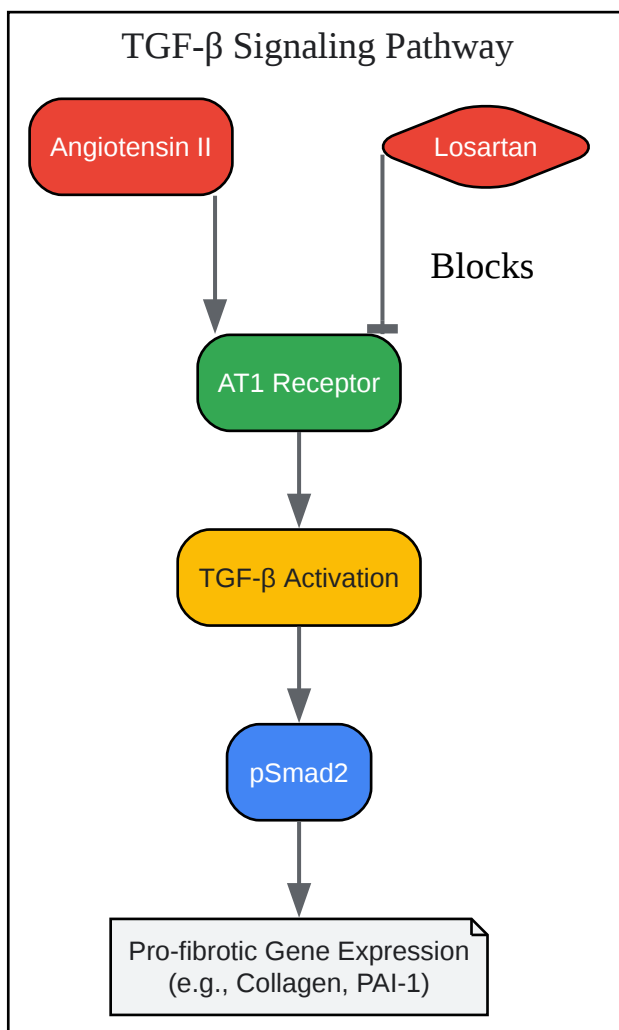 TGF-β Signaling Pathway
Angiotensin II
Losartan
Blocks
AT1 Receptor
TGF-β Activation
pSmad2
Pro-fibrotic Gene Expression
(e.g., Collagen, PAI-1)